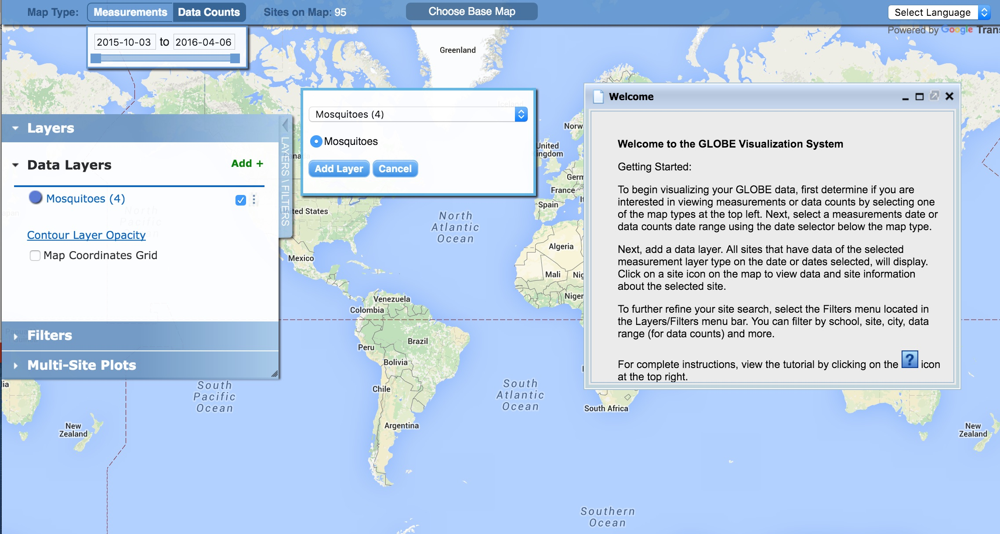 Map Type: Measurements Data Counts Sites on Map: 95 Choose Base Map Select Language
Powered by Google Trans
2015-10-03 to 2016-04-06
Greenland
Iceland
Layers
Data Layers Add +
Mosquitoes (4)
Contour Layer Opacity
Map Coordinates Grid
Filters
Multi-Site Plots
LAYERS \ FILTERS
Mosquitoes (4)
Mosquitoes
Add Layer Cancel
Welcome
Welcome to the GLOBE Visualization System
Getting Started:
To begin visualizing your GLOBE data, first determine if you are
interested in viewing measurements or data counts by selecting one
of the map types at the top left. Next, select a measurements date or
data counts date range using the date selector below the map type.
Next, add a data layer. All sites that have data of the selected
measurement layer type on the date or dates selected, will display.
Click on a site icon on the map to view data and site information
about the selected site.
To further refine your site search, select the Filters menu located in
the Layers/Filters menu bar. You can filter by school, site, city, data
range (for data counts) and more.
For complete instructions, view the tutorial by clicking on the ? icon
at the top right.
Norw
United
ingdom
Germ
France
Spain
It
anada
ited States
Mexico
North
Pacific
an
apan
North
Atlantic
Ocean
Algeria
Mali
Nig
Niger
Venezuela
Colombia
Brazil
Peru
Bolivia
Chile
Argentina
Papua
Guinea
lia
South
Pacific
Ocean
South
Atlantic
Ocean
South Africa
New
Zealand
New
Zealand
Southern
Ocean